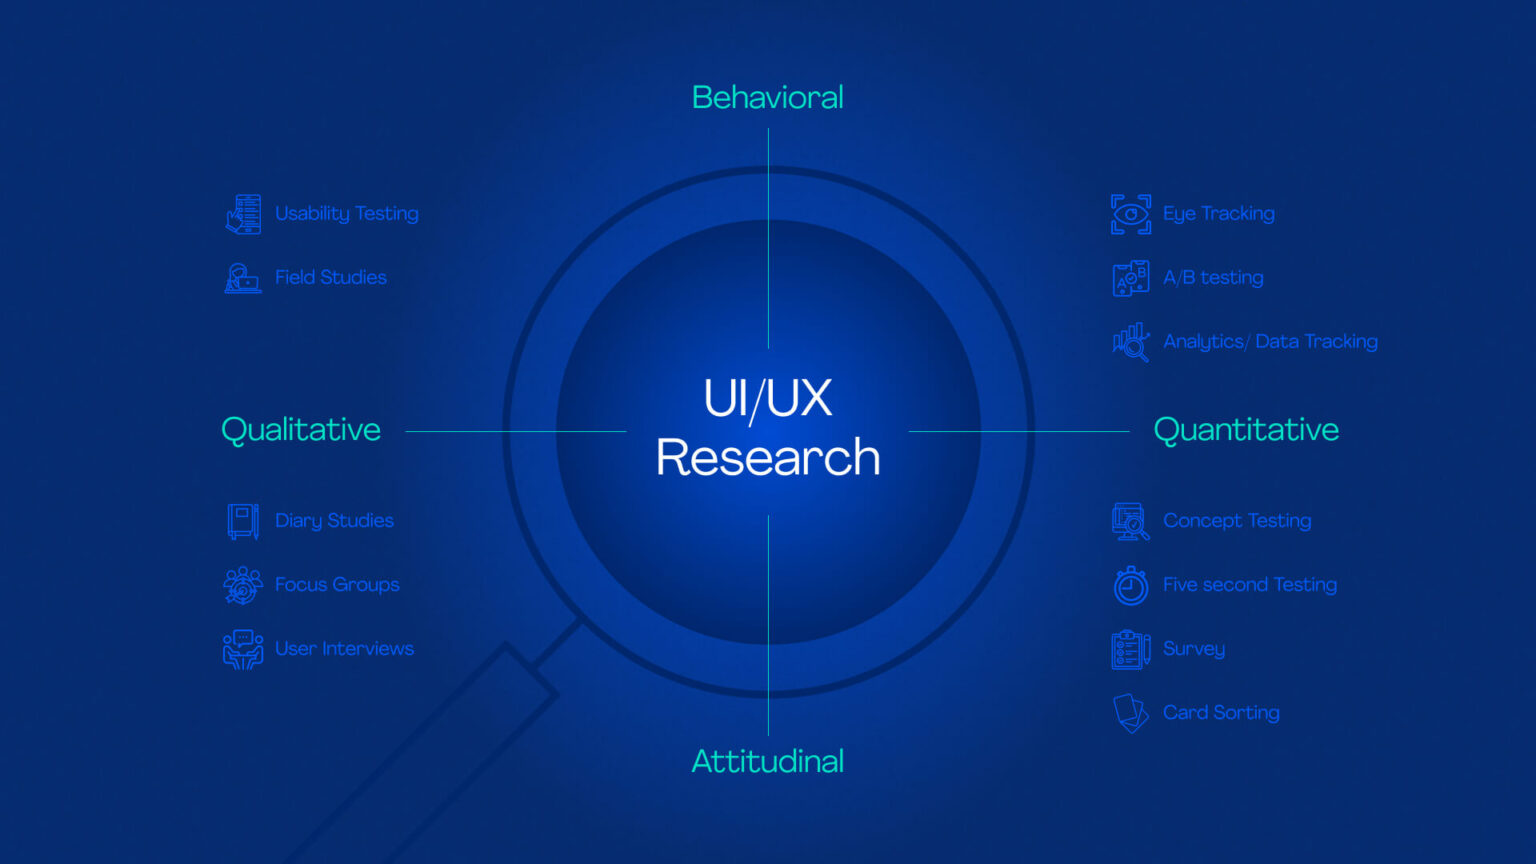 Behavioral
Usability Testing
Field Studies
Eye Tracking
A/B testing
A B
Analytics/ Data Tracking
UI/UX
Research
Qualitative
Quantitative
Diary Studies
Focus Groups
User Interviews
Concept Testing
Five second Testing
Survey
Card Sorting
Attitudinal